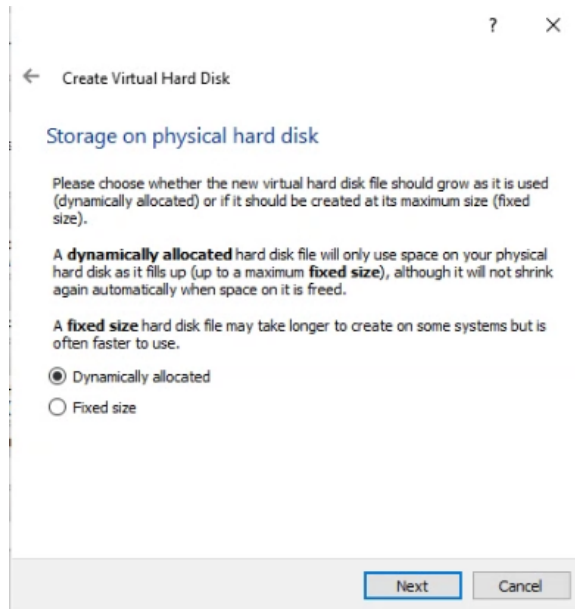 ?
Create Virtual Hard Disk
Storage on physical hard disk
Please choose whether the new virtual hard disk file should grow as it is used
(dynamically allocated) or if it should be created at its maximum size (fixed
size).
A dynamically allocated hard disk file will only use space on your physical
hard disk as it fills up (up to a maximum fixed size), although it will not shrink
again automatically when space on it is freed.
A fixed size hard disk file may take longer to create on some systems but is
often faster to use.
Dynamically allocated
Fixed size
Next Cancel